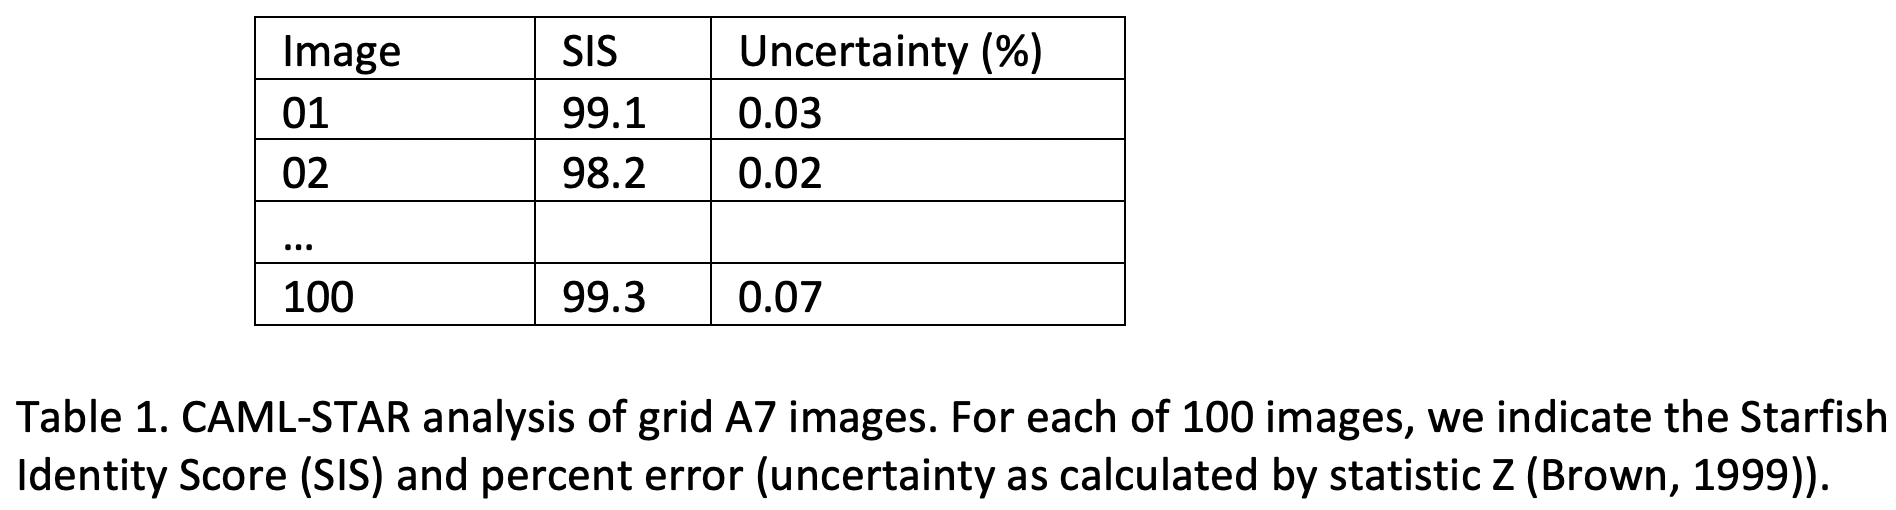 Image SIS Uncertainty (%)
01 99.1 0.03
02 98.2 0.02
...
100 99.3 0.07
Table 1. CAML-STAR analysis of grid A7 images. For each of 100 images, we indicate the Starfish
Identity Score (SIS) and percent error (uncertainty as calculated by statistic Z (Brown, 1999)).